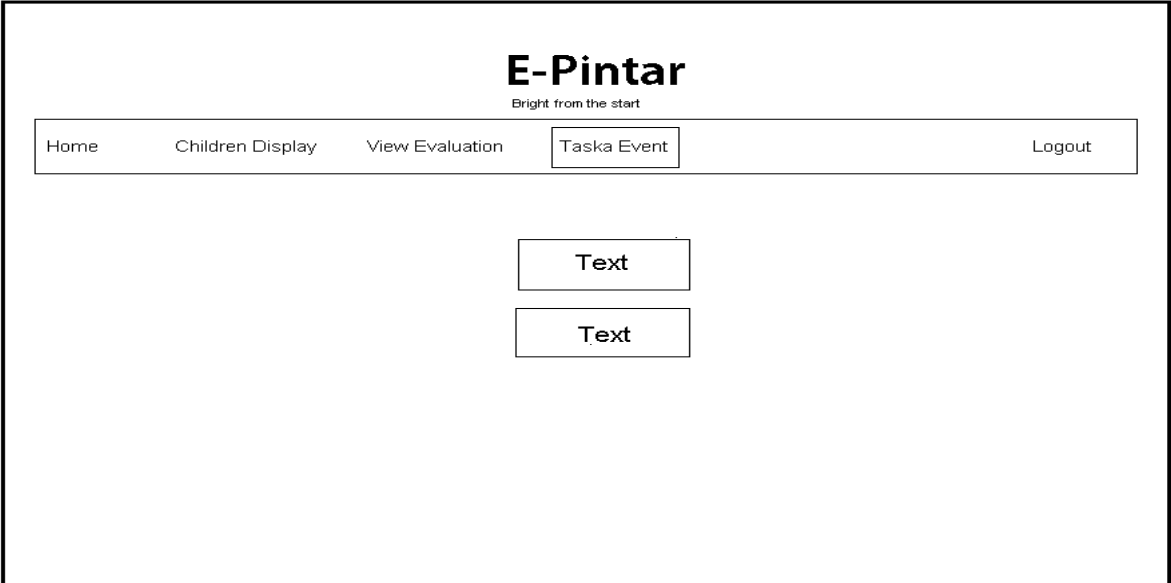 E-Pintar
Bright from the start
Home Children Display View Evaluation Taska Event Logout
Text
Text